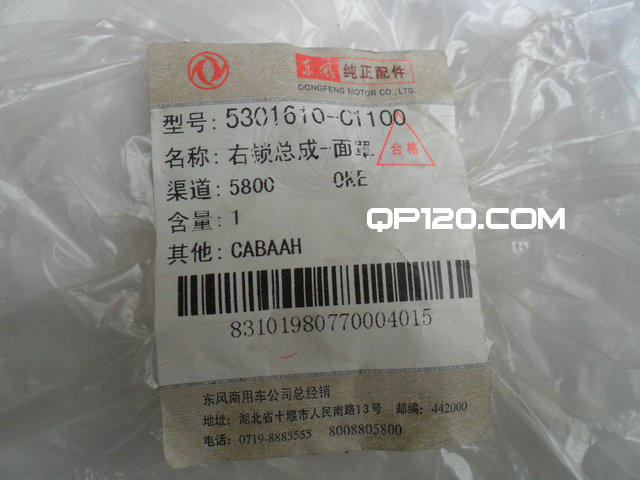 东风 纯正配件
DONGFENG MOTOR CO., LTD.
型号: 5301610-C1100
名称: 右锁总成-面罩
合格
渠道: 5800 OKE
含量: 1
QP120.COM
其他: CABAAH
83101980770004015
东风商用车公司总经销
地址: 湖北省十堰市人民南路13号 邮编: 442000
电话: 0719-8885555 8008805800